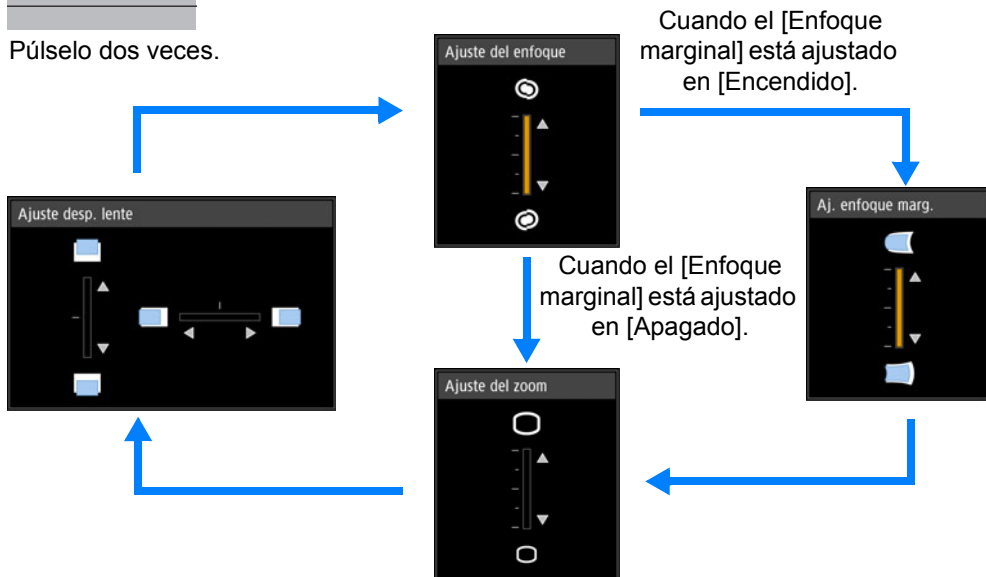 Púlselo dos veces.
Ajuste del enfoque
Cuando el [Enfoque
marginal] está ajustado
en [Encendido].
Ajuste desp. lente
Aj. enfoque marg.
Cuando el [Enfoque
marginal] está ajustado
en [Apagado].
Ajuste del zoom